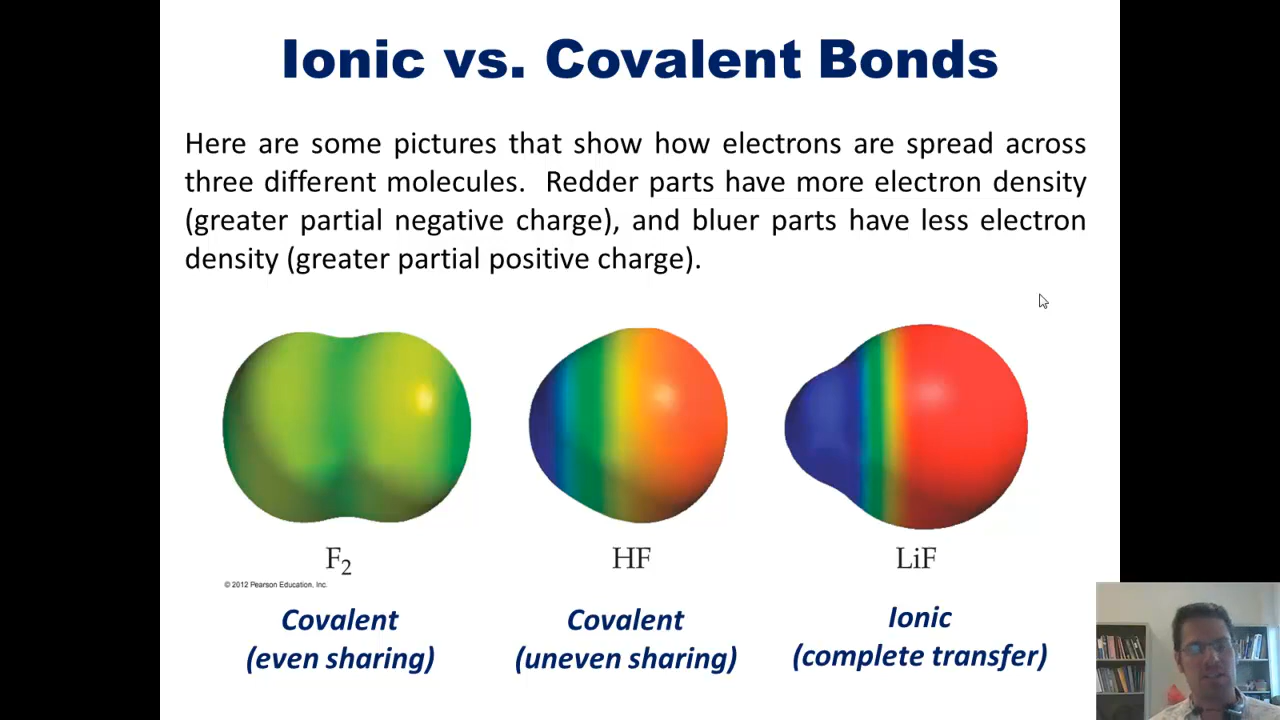 Ionic vs. Covalent Bonds
Here are some pictures that show how electrons are spread across
three different molecules. Redder parts have more electron density
(greater partial negative charge), and bluer parts have less electron
density (greater partial positive charge).
F₂
HF
LiF
© 2012 Pearson Education, Inc.
Covalent
(even sharing)
Covalent
(uneven sharing)
Ionic
(complete transfer)